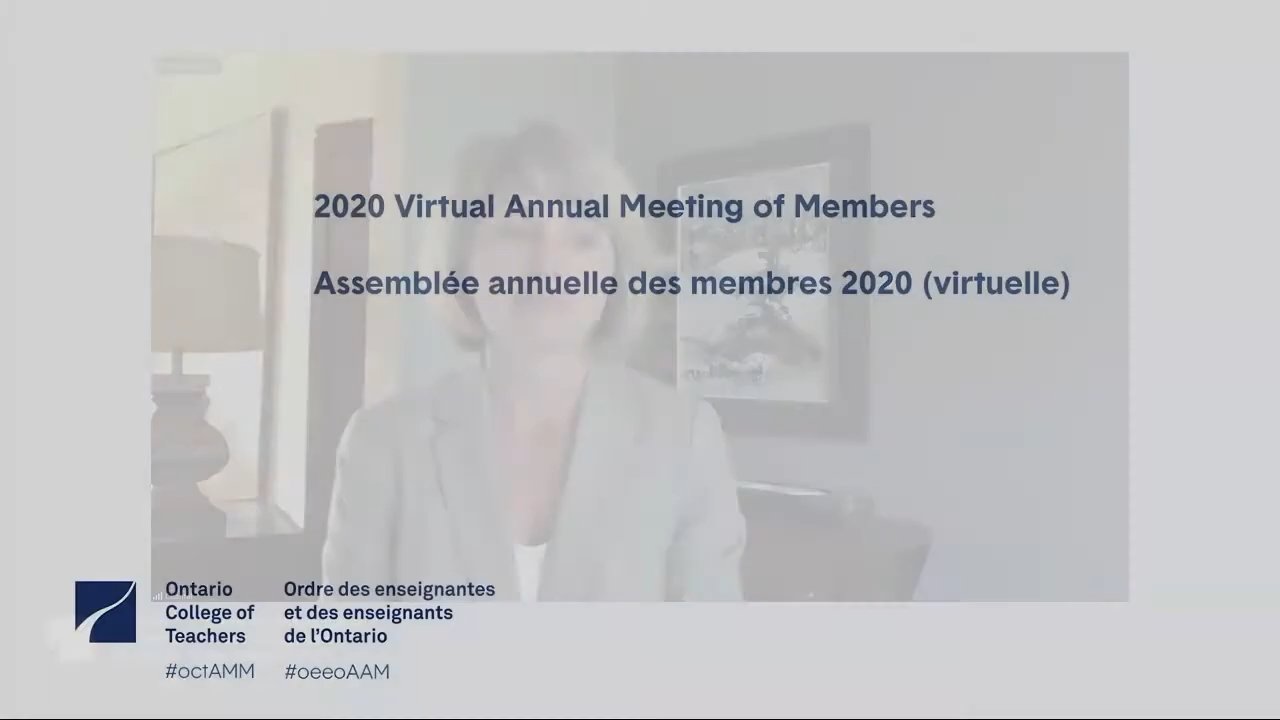 2020 Virtual Annual Meeting of Members
Assemblée annuelle des membres 2020 (virtuelle)
Ontario
College of
Teachers
#octAMM
Ordre des enseignantes
et des enseignants
de l'Ontario
#oeeoAAM